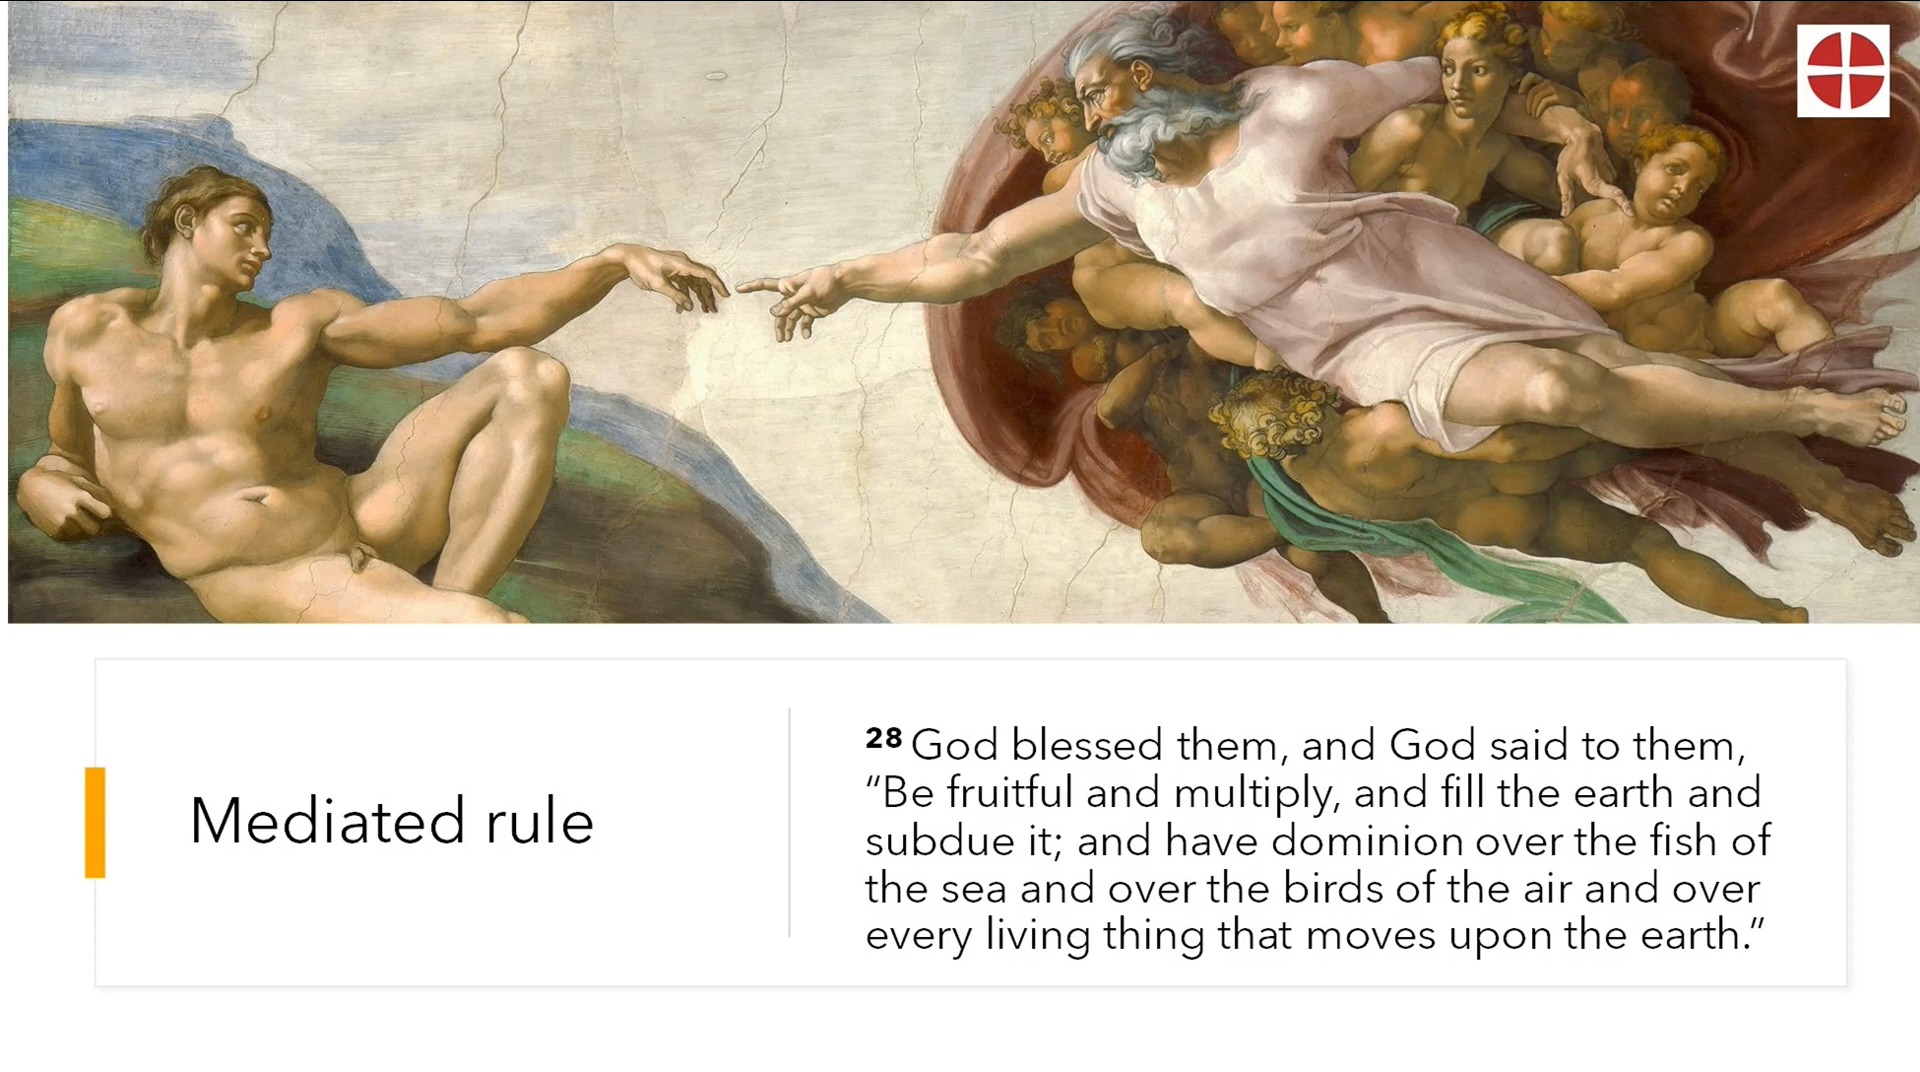 Mediated rule
28 God blessed them, and God said to them,
“Be fruitful and multiply, and fill the earth and
subdue it; and have dominion over the fish of
the sea and over the birds of the air and over
every living thing that moves upon the earth.”